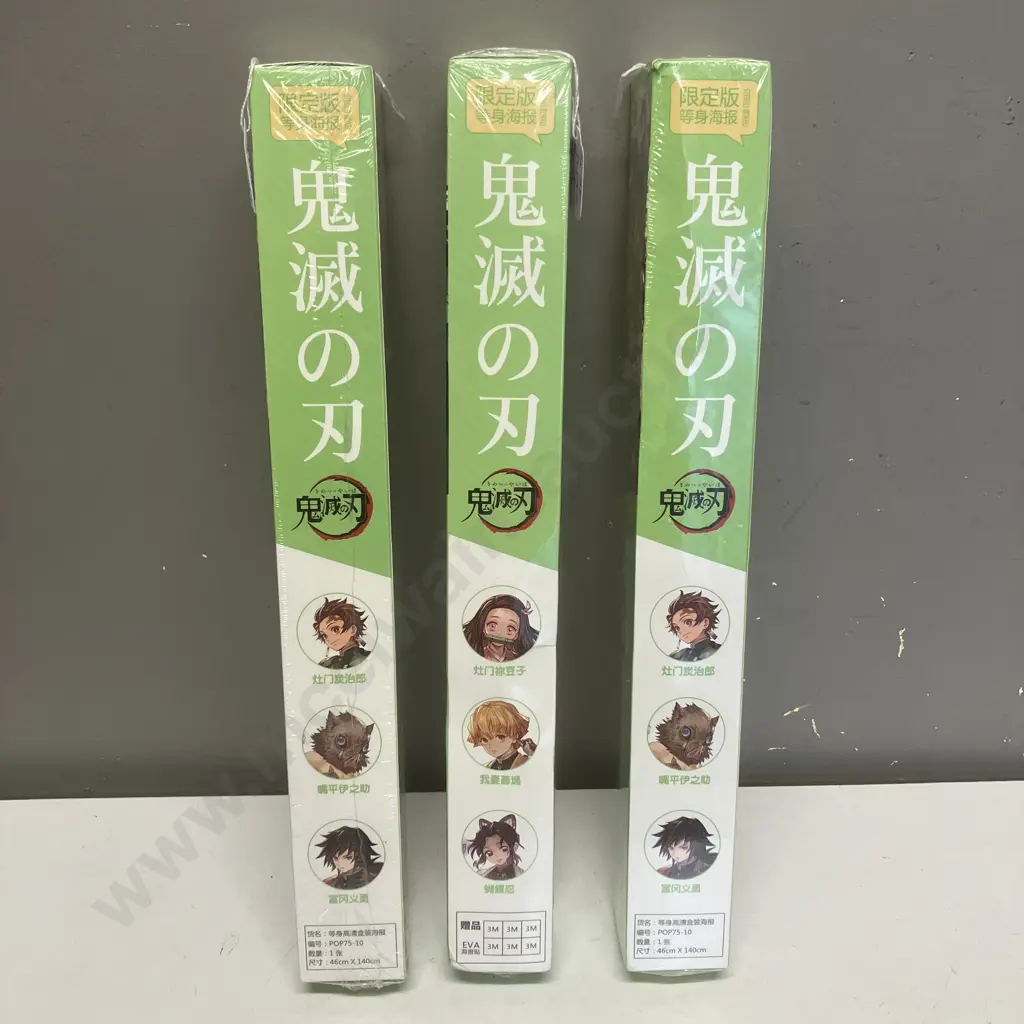 限定版
等身海报
鬼滅の刃
鬼滅の刃
灶门炭治郎
嘴平伊之助
富冈义勇
货名：等身高清盒装海报
编号：POP75-10
数量：1 张
尺寸：46cm X 140cm
限定版
等身海报
鬼滅の刃
鬼滅の刃
灶门祢豆子
我妻善逸
蝴蝶忍
赠品 3M 3M 3M
EVA 3M 3M 3M
限定版
等身海报
鬼滅の刃
鬼滅の刃
灶门炭治郎
嘴平伊之助
富冈义勇
货名：等身高清盒装海报
编号：POP75-10
数量：1 张
尺寸：46cm X 140cm